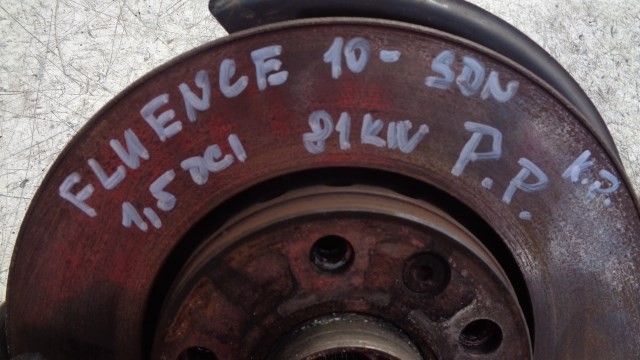 FLUENCE 10- SDN
1,5 DCI 81KW P.P. K.P.